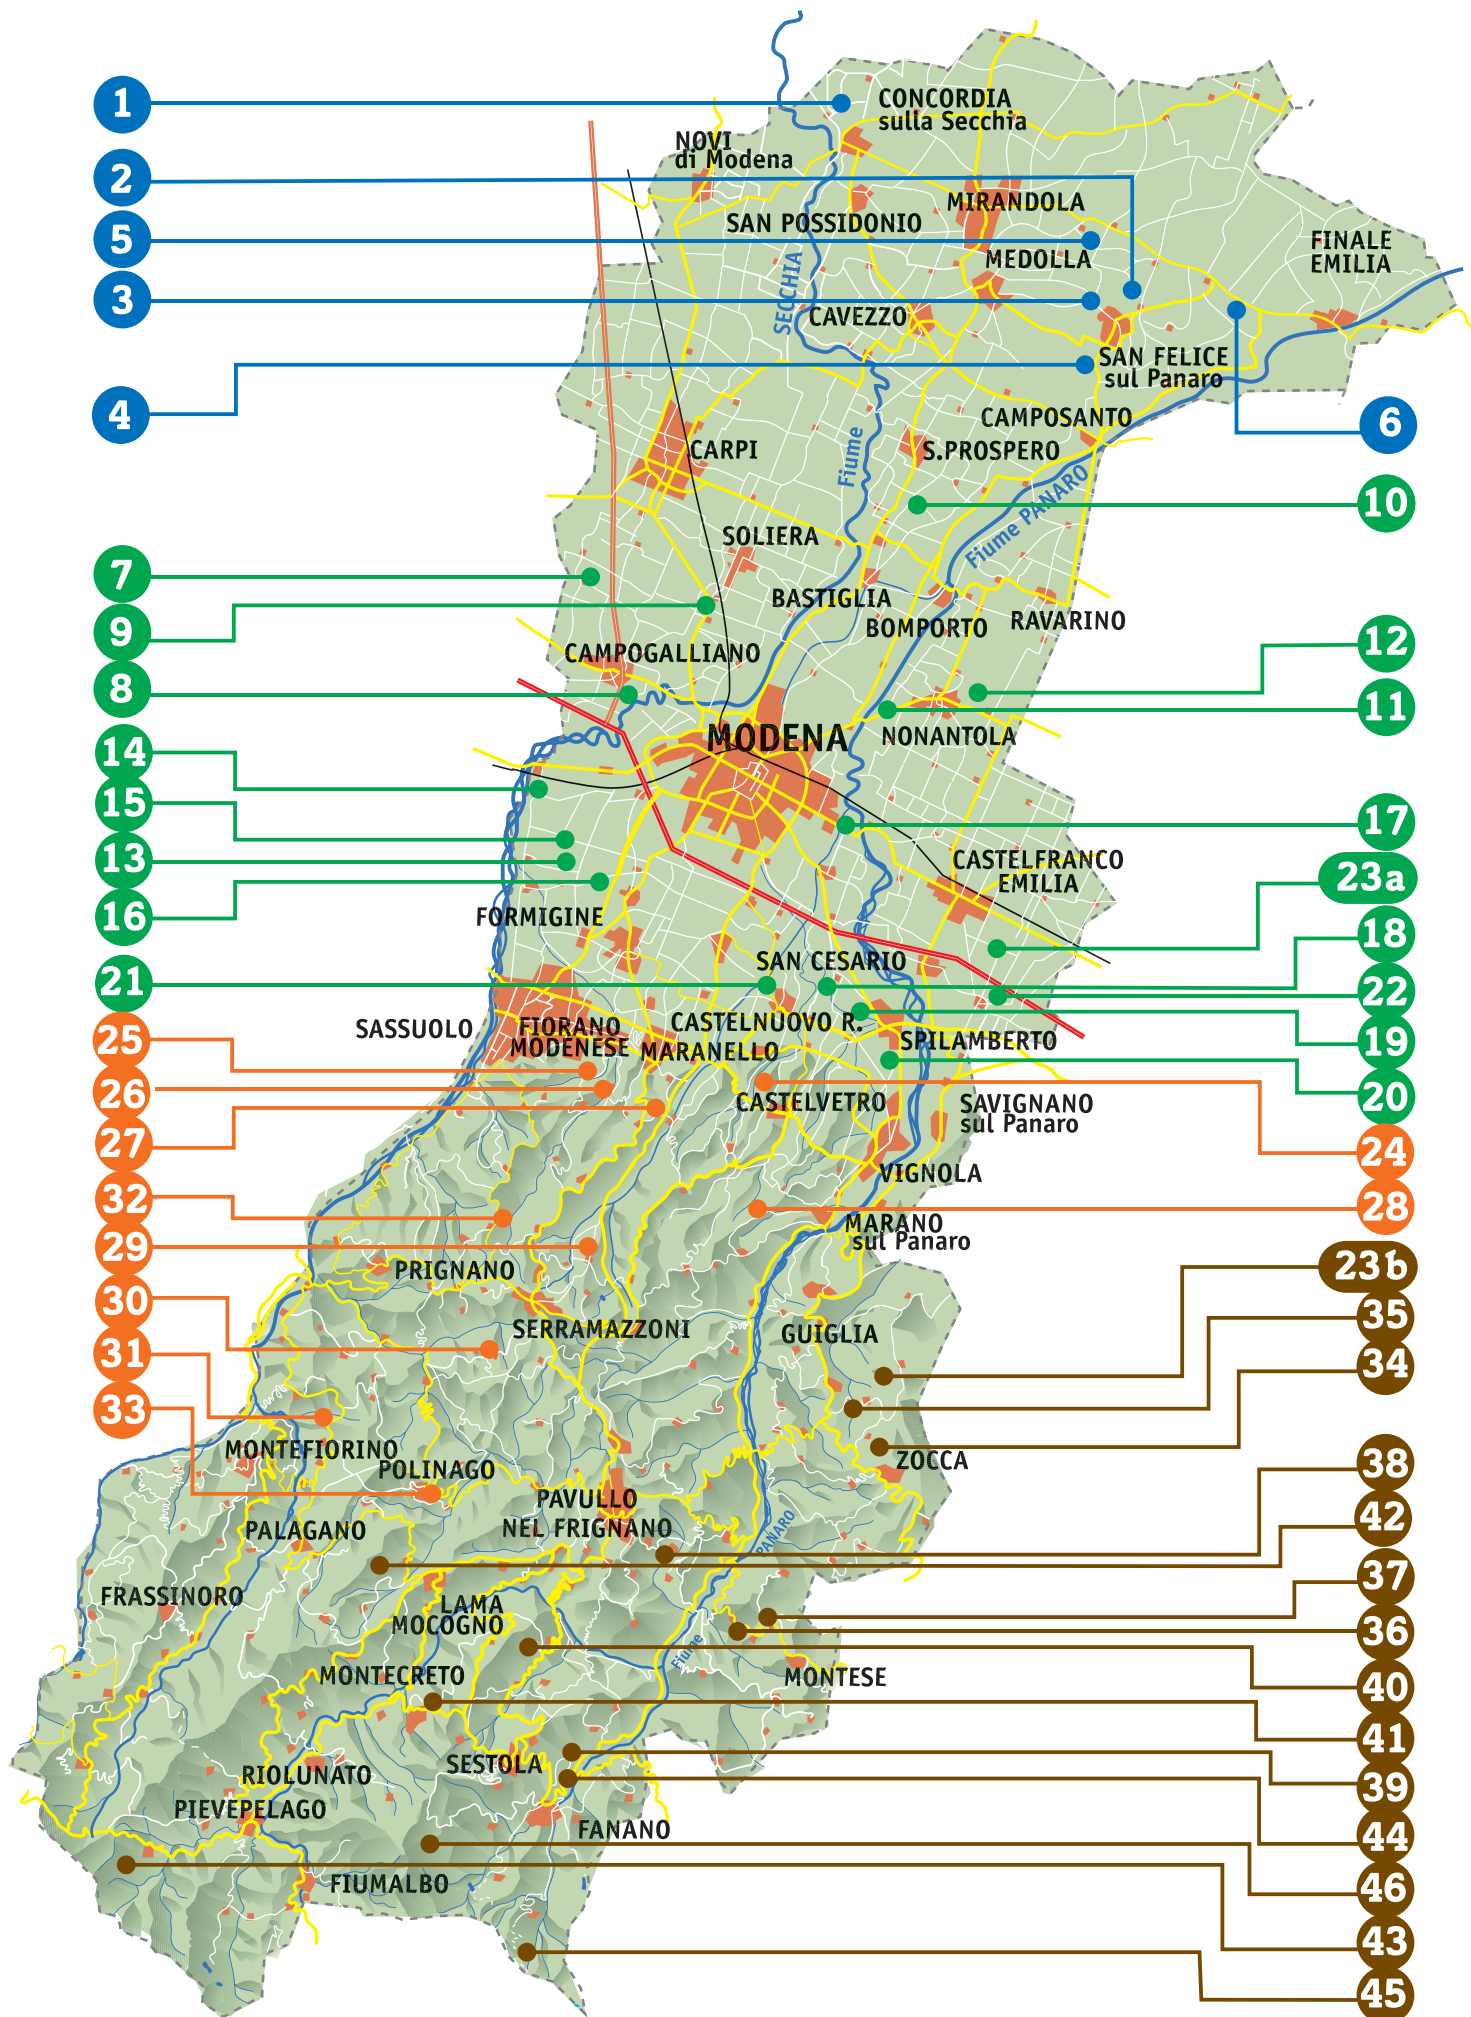 1
CONCORDIA
sulla Secchia
NOVI
di Modena
2
MIRANDOLA
SAN POSSIDONIO
5
FINALE
EMILIA
MEDOLLA
SECCHIA
3
CAVEZZO
SAN FELICE
sul Panaro
4
CAMPOSANTO
6
CARPI
S.PROSPERO
Fiume
10
Fiume PANARO
SOLIERA
7
BASTIGLIA
9
BOMPORTO
RAVARINO
12
CAMPOGALLIANO
8
11
MODENA
NONANTOLA
14
15
17
13
CASTELFRANCO
EMILIA
23a
16
FORMIGINE
18
SAN CESARIO
21
22
SASSUOLO
FIORANO
MODENESE
CASTELNUOVO R.
MARANELLO
SPILAMBERTO
19
25
26
20
CASTELVETRO
SAVIGNANO
sul Panaro
27
24
VIGNOLA
32
28
MARANO
sul Panaro
29
PRIGNANO
23b
30
SERRAMAZZONI
GUIGLIA
35
31
34
33
MONTEFIORINO
POLINAGO
ZOCCA
38
PAVULLO
NEL FRIGNANO
PALAGANO
PANARO
42
FRASSINORO
37
LAMA
MOCOGNO
36
Fiume
MONTECRETO
MONTESE
40
41
SESTOLA
RIOLUNATO
39
PIEVEPELAGO
FANANO
44
FIUMALBO
46
43
45